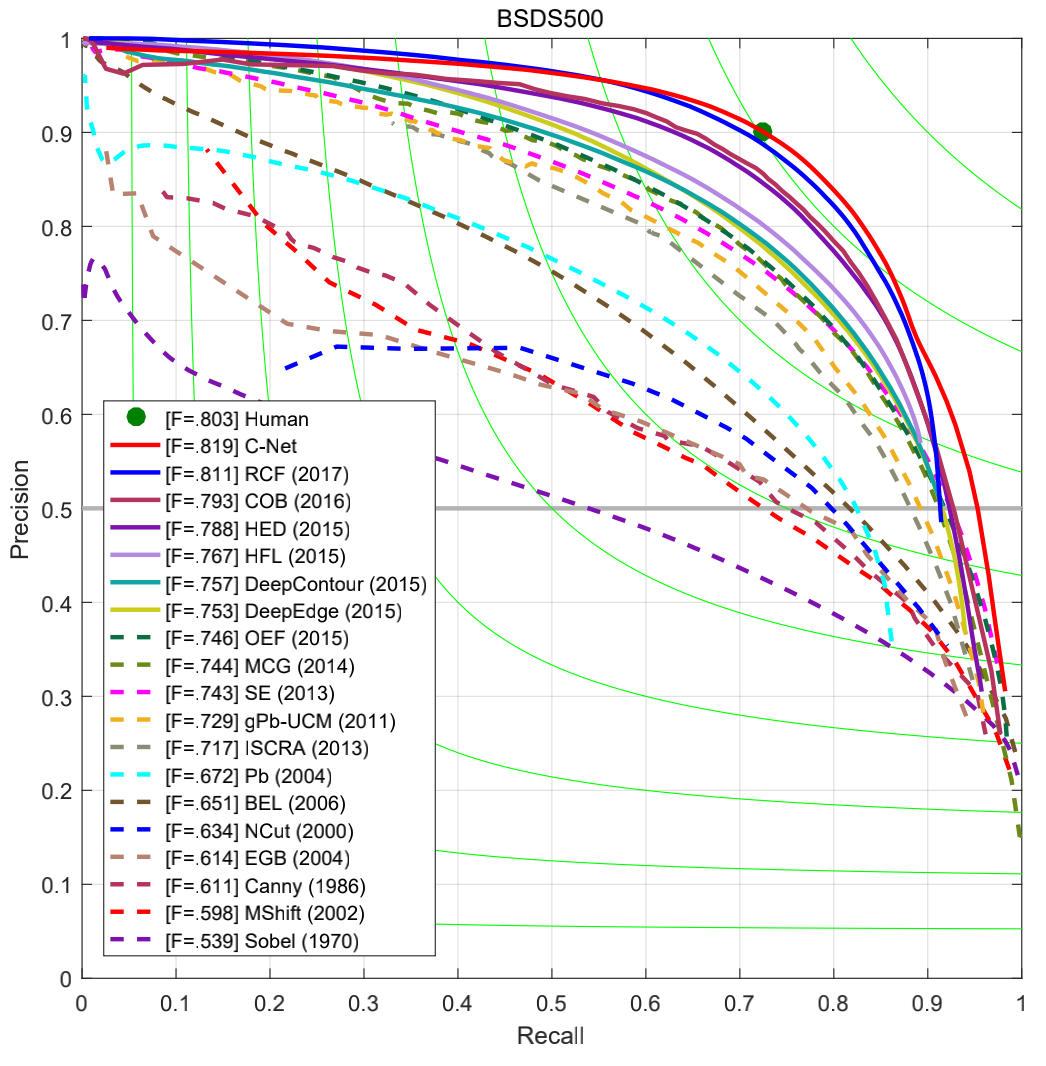 BSDS500
1
0.9
0.8
0.7
0.6
0.5
0.4
0.3
0.2
0.1
0
Precision
[F=.803] Human
[F=.819] C-Net
[F=.811] RCF (2017)
[F=.793] COB (2016)
[F=.788] HED (2015)
[F=.767] HFL (2015)
[F=.757] DeepContour (2015)
[F=.753] DeepEdge (2015)
[F=.746] OEF (2015)
[F=.744] MCG (2014)
[F=.743] SE (2013)
[F=.729] gPb-UCM (2011)
[F=.717] ISCRA (2013)
[F=.672] Pb (2004)
[F=.651] BEL (2006)
[F=.634] NCut (2000)
[F=.614] EGB (2004)
[F=.611] Canny (1986)
[F=.598] MShift (2002)
[F=.539] Sobel (1970)
0 0.1 0.2 0.3 0.4 0.5 0.6 0.7 0.8 0.9 1
Recall